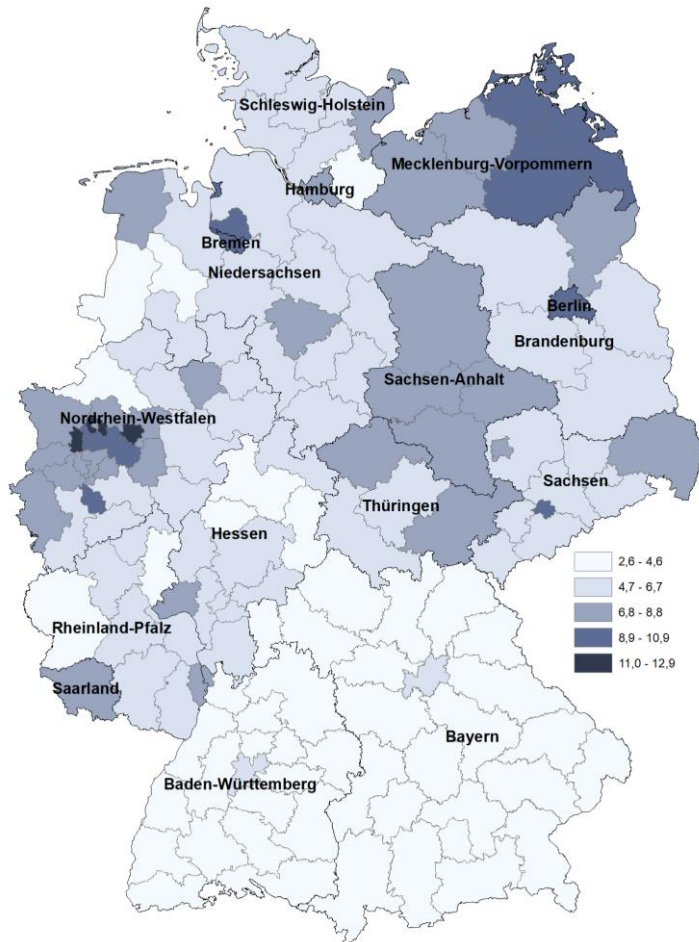 Schleswig-Holstein
Mecklenburg-Vorpommern
Hamburg
Bremen
Niedersachsen
Berlin
Brandenburg
Sachsen-Anhalt
Nordrhein-Westfalen
Sachsen
Thüringen
Hessen
2,6 - 4,6
4,7 - 6,7
6,8 - 8,8
8,9 - 10,9
11,0 - 12,9
Rheinland-Pfalz
Saarland
Bayern
Baden-Württemberg